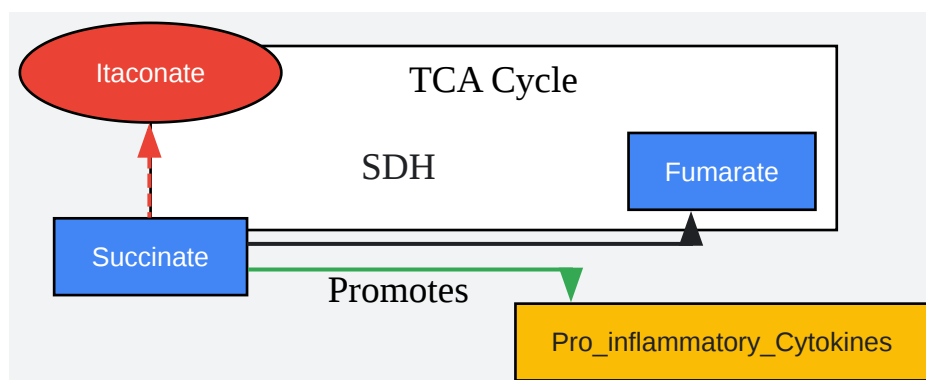 Itaconate
TCA Cycle
SDH
Fumarate
Succinate
Promotes
Pro_inflammatory_Cytokines